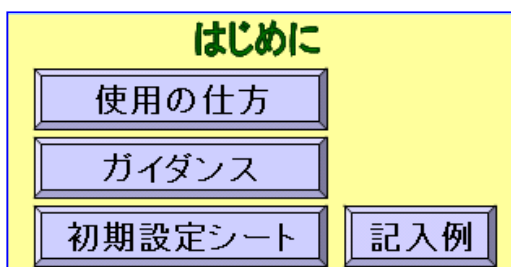 はじめに
使用の仕方
ガイダンス
初期設定シート 記入例